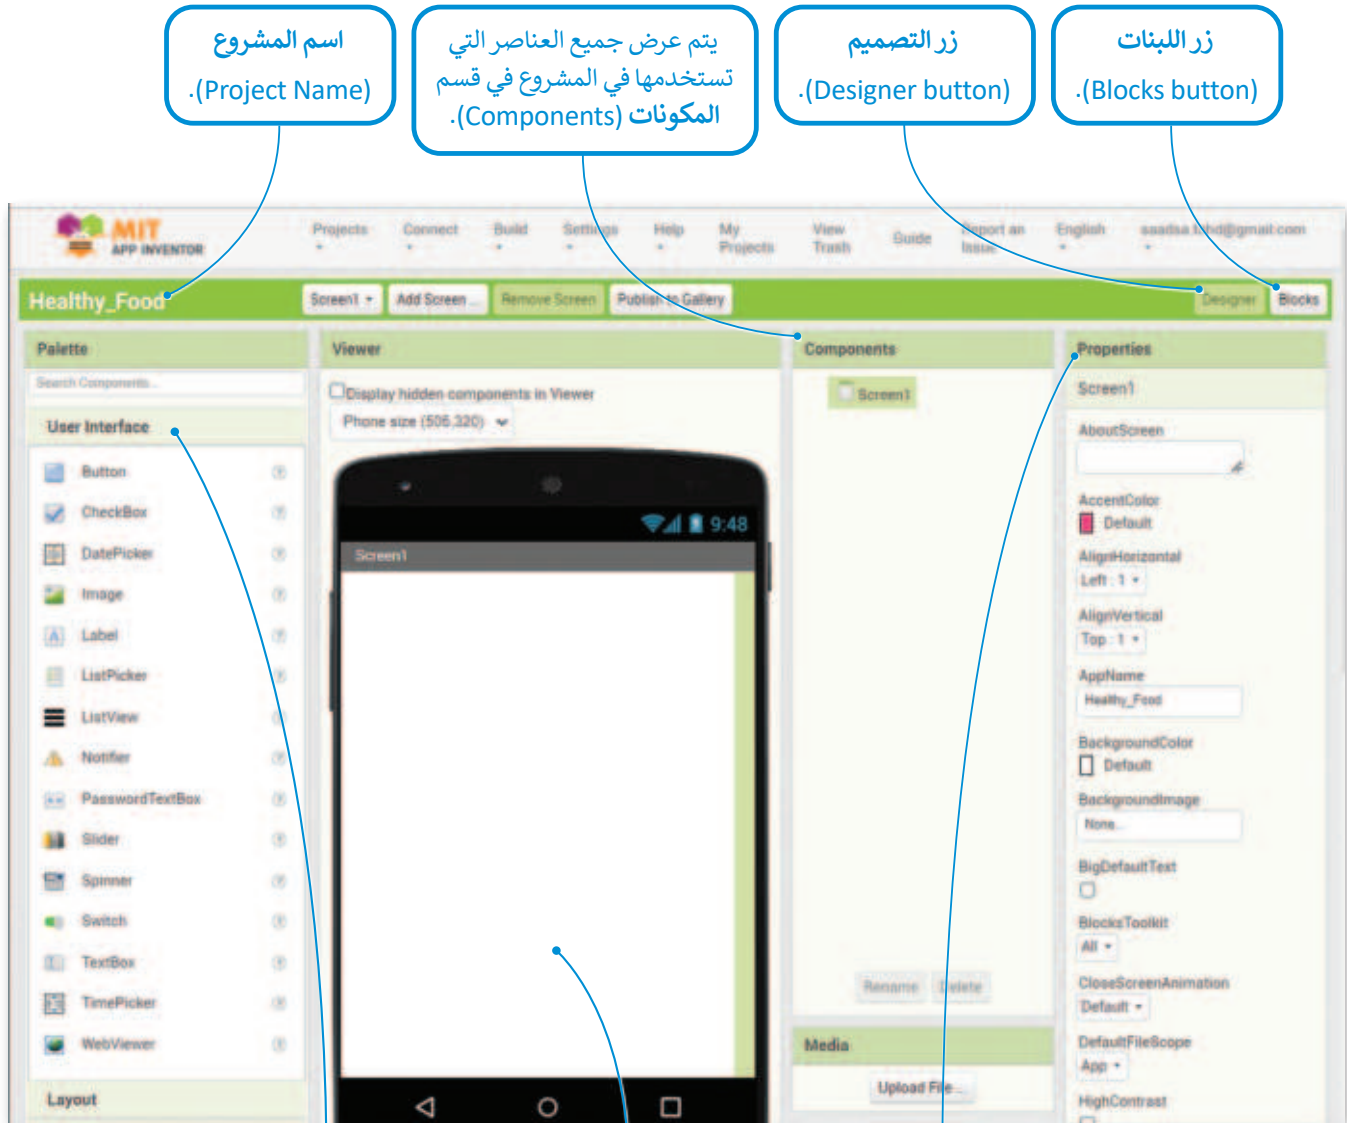 اسم المشروع
(Project Name).
يتم عرض جميع العناصر التي
تستخدمها في المشروع في قسم
المكونات (Components).
زر التصميم
(Designer button).
زر اللبنات
(Blocks button).
MIT
APP INVENTOR
Projects
Connect
Build
Settings
Help
My
Projects
View
Trash
Guide
Report an
Issue
English
Healthy_Food
Screen1
Add Screen ...
Remove Screen
Publish to Gallery
Designer
Blocks
Palette
Search Components...
User Interface
Button
CheckBox
DatePicker
Image
Label
ListPicker
ListView
Notifier
PasswordTextBox
Slider
Spinner
Switch
TextBox
TimePicker
WebViewer
Layout
Viewer
Display hidden components in Viewer
Phone size (505,320)
9:48
Screen1
Components
Screen1
Rename
Delete
Media
Upload File ...
Properties
Screen1
AboutScreen
AccentColor
Default
AlignHorizontal
Left : 1
AlignVertical
Top : 1
AppName
Healthy_Food
BackgroundColor
Default
BackgroundImage
None...
BigDefaultText
BlocksToolkit
All
CloseScreenAnimation
Default
DefaultFileScope
App
HighContrast